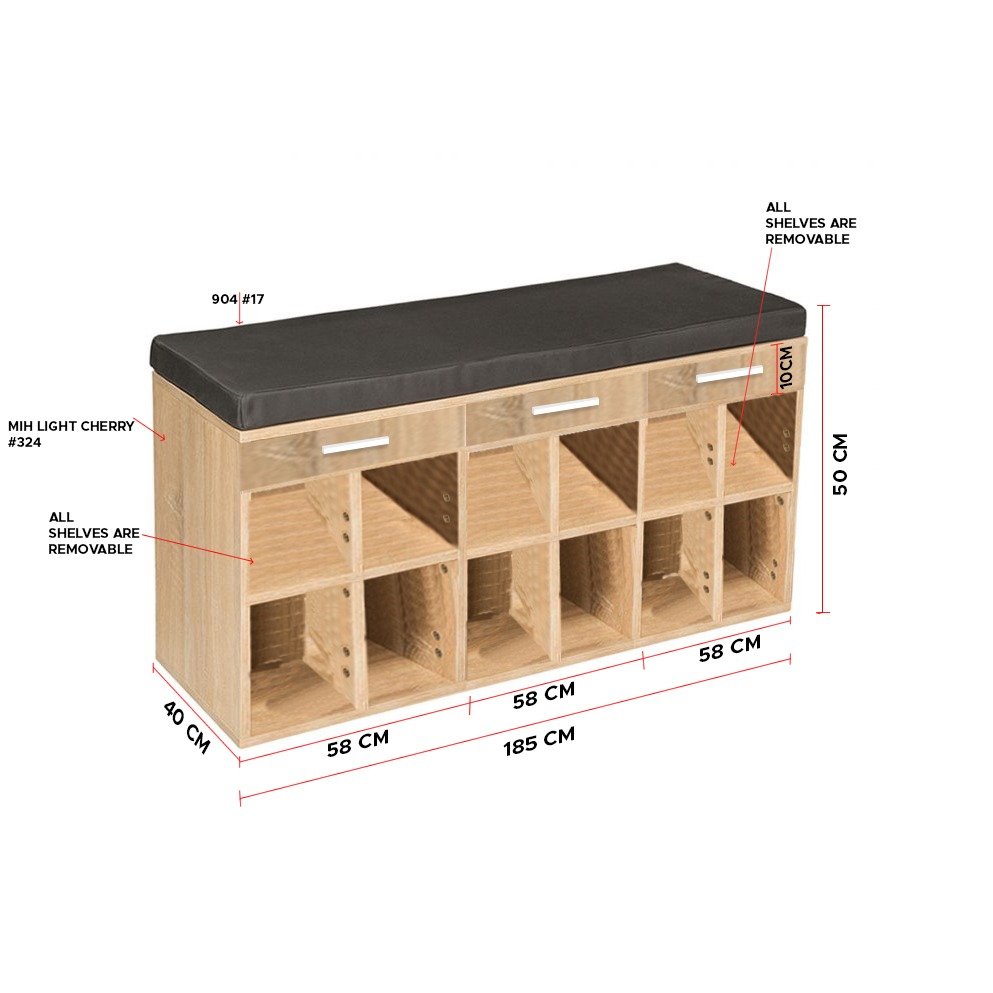 ALL
SHELVES ARE
REMOVABLE
904 #17
10CM
MIH LIGHT CHERRY
#324
50 CM
ALL
SHELVES ARE
REMOVABLE
40 CM
58 CM
58 CM
58 CM
185 CM